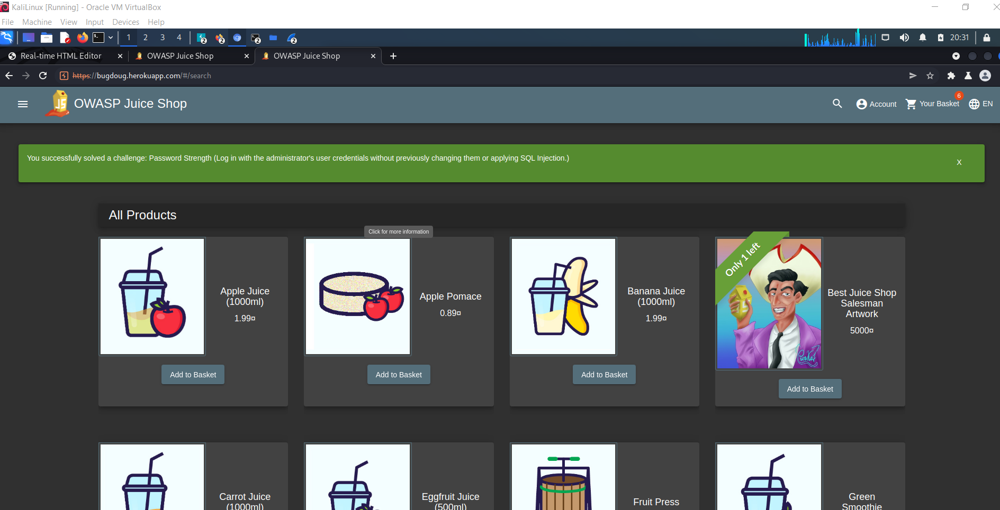 KaliLinux [Running] - Oracle VM VirtualBox
File Machine View Input Devices Help
1 2 3 4 2 2 2 2 20:31
Real-time HTML Editor OWASP Juice Shop OWASP Juice Shop
https://bugdoug.herokuapp.com/#/search
JS OWASP Juice Shop Account Your Basket 6 EN
You successfully solved a challenge: Password Strength (Log in with the administrator's user credentials without previously changing them or applying SQL Injection.) X
All Products
Click for more information
Apple Juice
(1000ml)
1.99¤
Add to Basket
Apple Pomace
0.89¤
Add to Basket
Banana Juice
(1000ml)
1.99¤
Add to Basket
Only 1 left
Best Juice Shop
Salesman
Artwork
5000¤
Add to Basket
Carrot Juice
(1000ml)
Eggfruit Juice
(500ml)
Fruit Press
Green
Smoothie